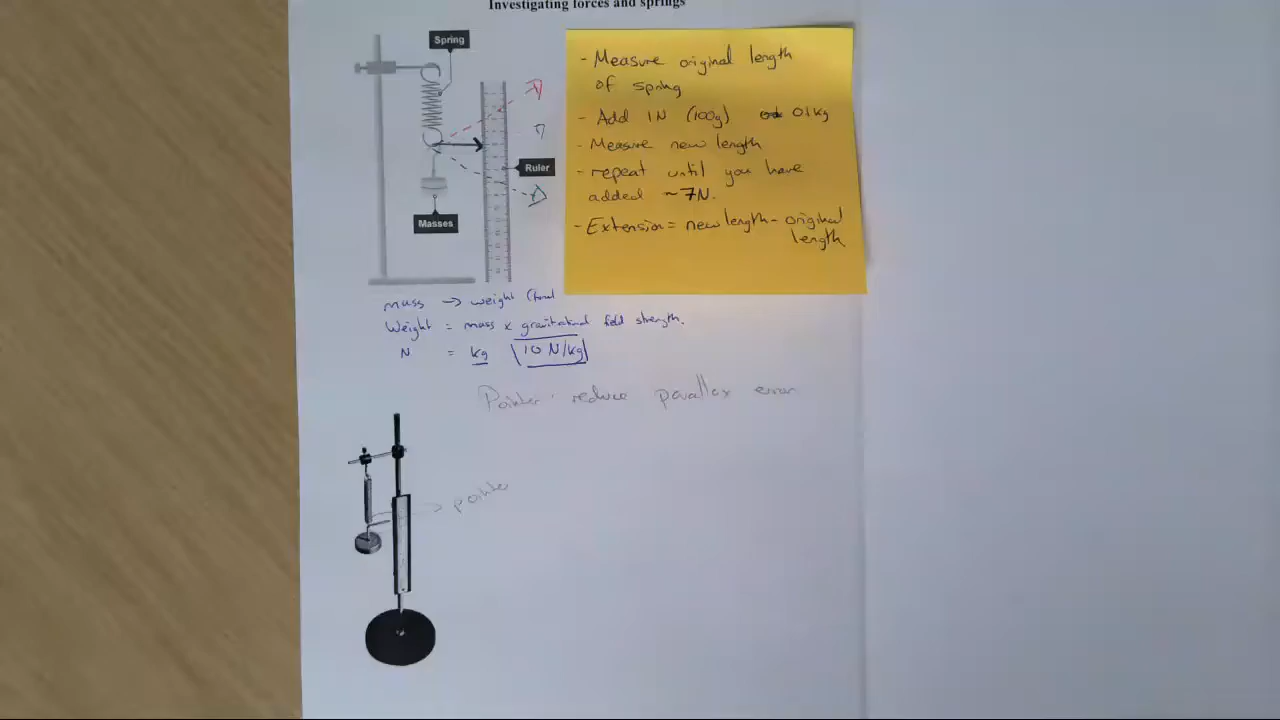 Investigating forces and springs
Spring
Ruler
Masses
- Measure original length
of spring
- Add 1N (100g) 0.1kg
- Measure new length
- repeat until you have
added ~ 7N.
- Extension = new length - original
length
mass → weight
Weight = mass x gravitational field strength.
N = kg 10 N/kg
Pointer: reduce parallax error
→ pointer